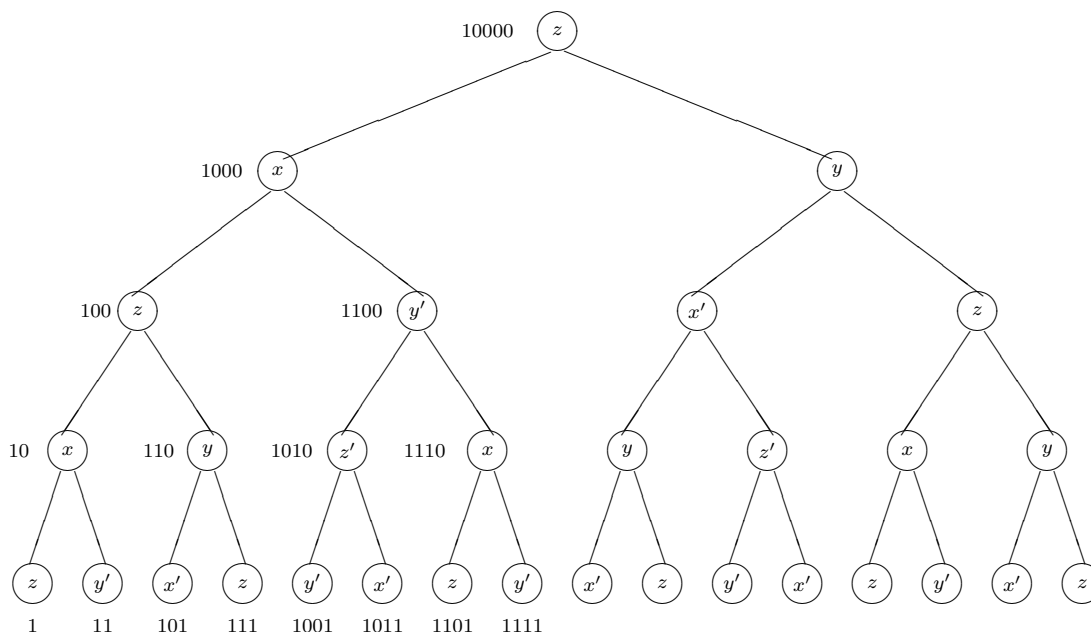 10000 z
1000 x y
100 z 1100 y′ x′ z
10 x 110 y 1010 z′ 1110 x y z′ x y
z y′ x′ z y′ x′ z y′ x′ z y′ x′ z y′ x′ z
1 11 101 111 1001 1011 1101 1111